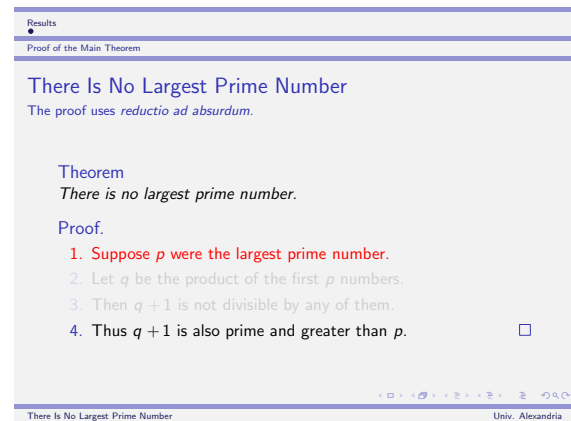 Results
Proof of the Main Theorem
There Is No Largest Prime Number
The proof uses reductio ad absurdum.
Theorem
There is no largest prime number.
Proof.
1. Suppose p were the largest prime number.
2. Let q be the product of the first p numbers.
3. Then q + 1 is not divisible by any of them.
4. Thus q + 1 is also prime and greater than p.
There Is No Largest Prime Number Univ. Alexandria